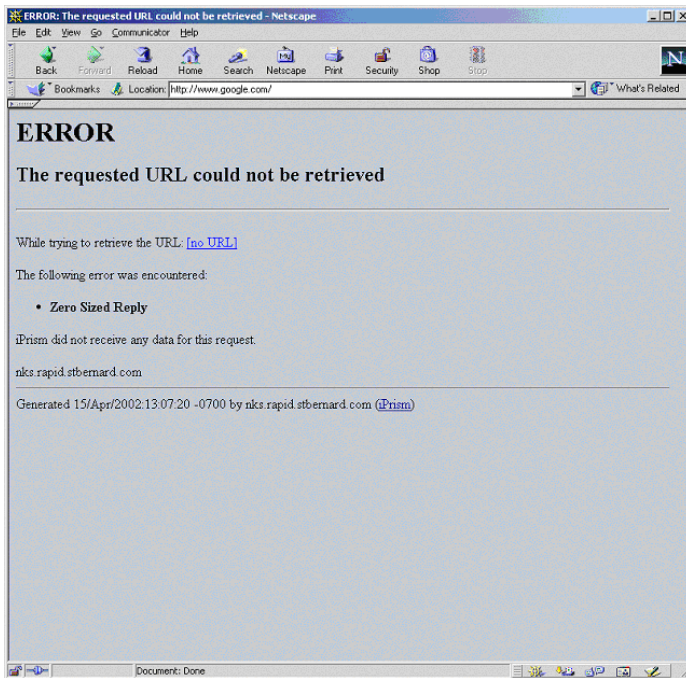 ERROR: The requested URL could not be retrieved - Netscape
File Edit View Go Communicator Help
Back Forward Reload Home Search Netscape Print Security Shop Stop
N
Bookmarks Location: http://www.google.com/ What's Related
ERROR
The requested URL could not be retrieved
While trying to retrieve the URL: [no URL]
The following error was encountered:
• Zero Sized Reply
iPrism did not receive any data for this request.
nks.rapid.stbernard.com
Generated 15/Apr/2002:13:07:20 -0700 by nks.rapid.stbernard.com (iPrism)
Document: Done